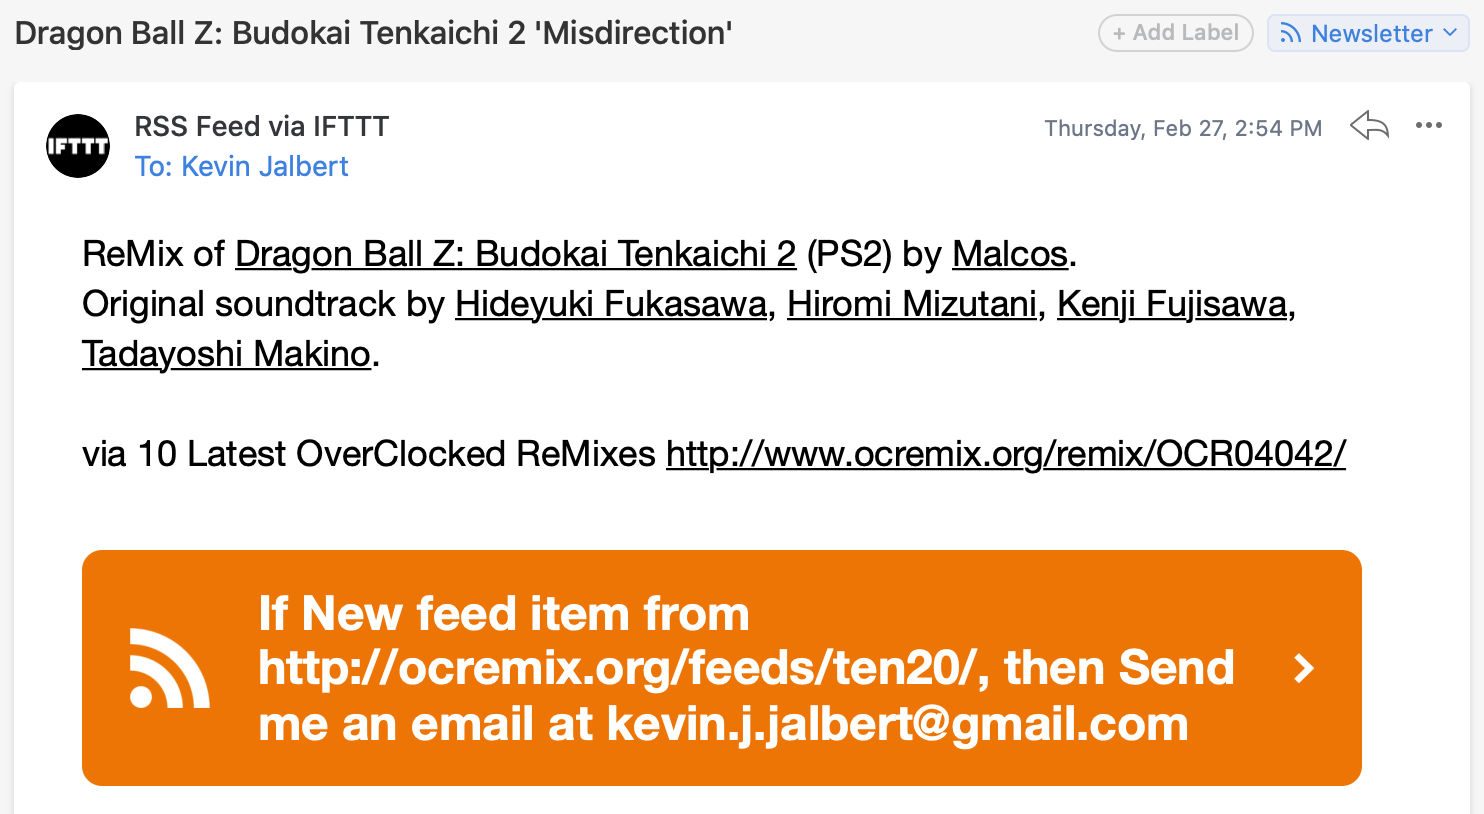 Dragon Ball Z: Budokai Tenkaichi 2 'Misdirection'
+ Add Label
Newsletter
IFTTT
RSS Feed via IFTTT
Thursday, Feb 27, 2:54 PM
To: Kevin Jalbert
ReMix of Dragon Ball Z: Budokai Tenkaichi 2 (PS2) by Malcos.
Original soundtrack by Hideyuki Fukasawa, Hiromi Mizutani, Kenji Fujisawa,
Tadayoshi Makino.
via 10 Latest OverClocked ReMixes http://www.ocremix.org/remix/OCR04042/
If New feed item from
http://ocremix.org/feeds/ten20/, then Send
me an email at kevin.j.jalbert@gmail.com